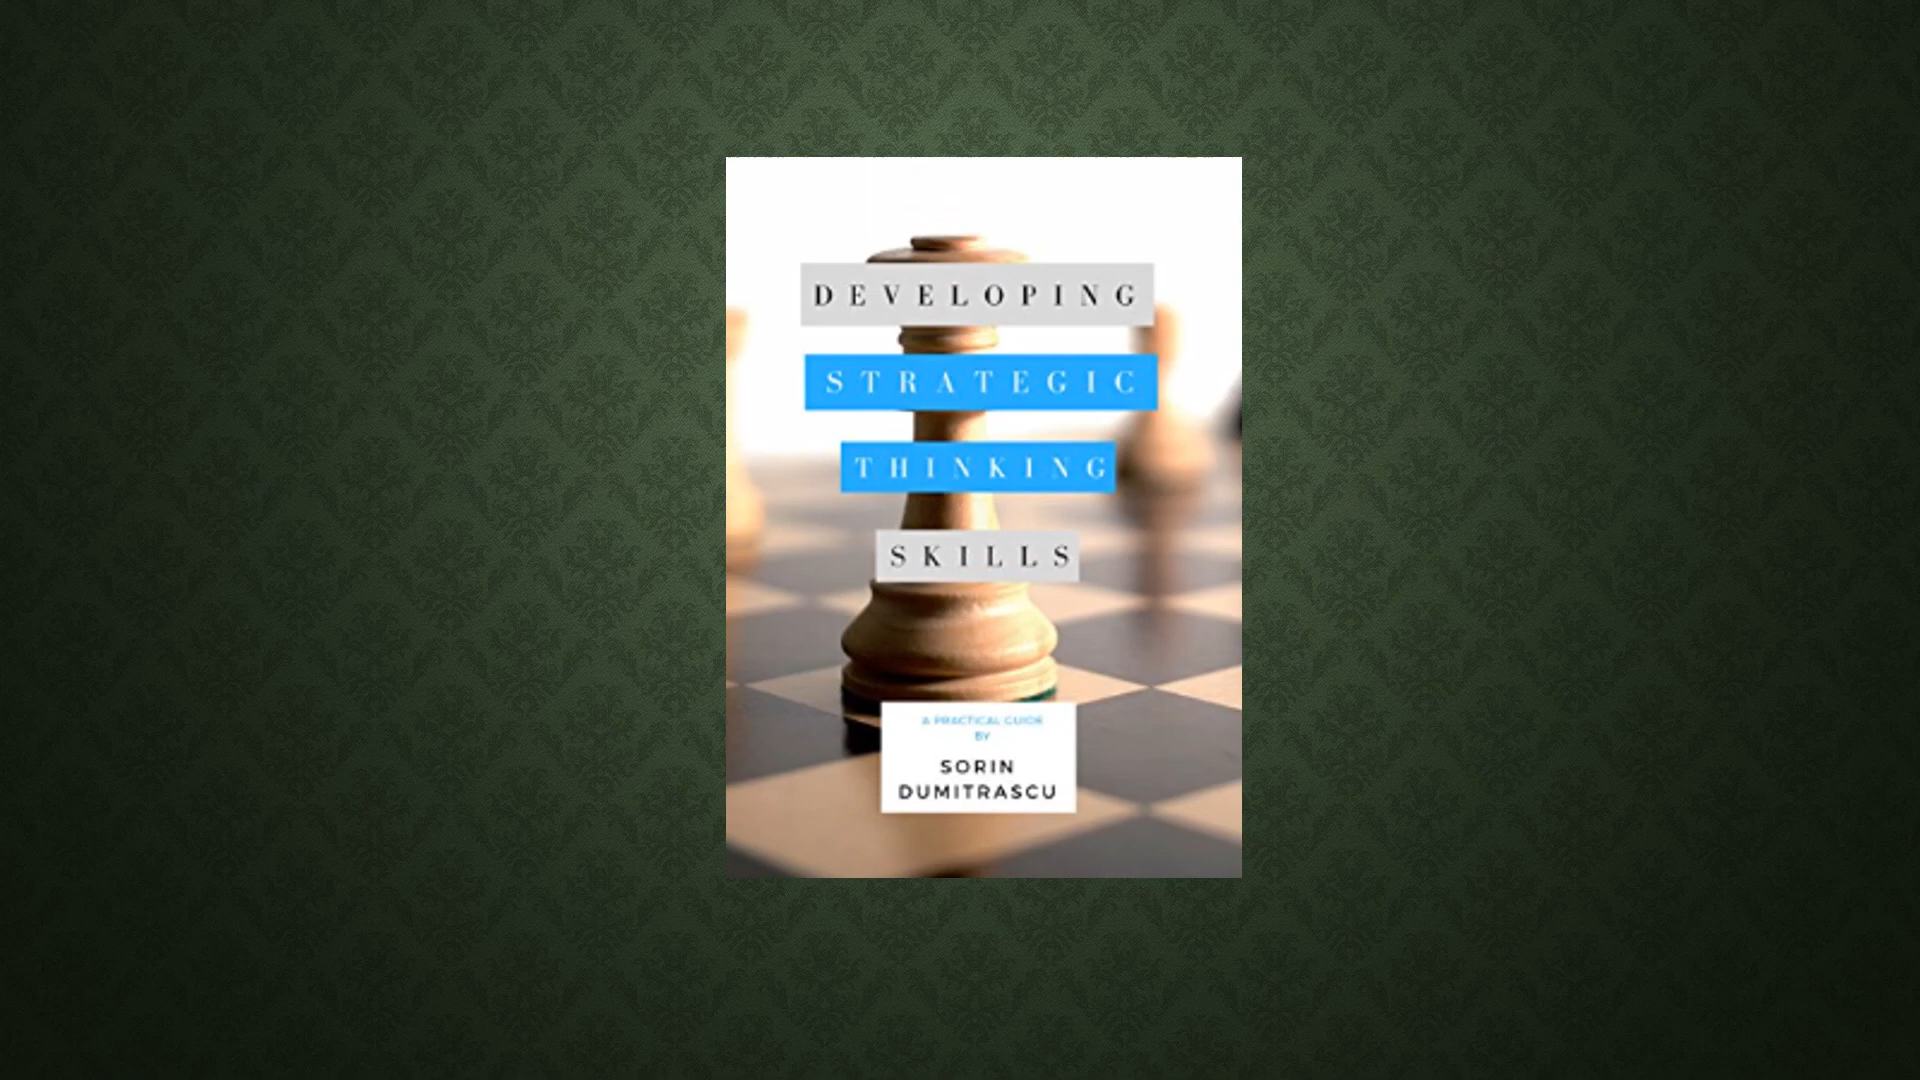 DEVELOPING
STRATEGIC
THINKING
SKILLS
A PRACTICAL GUIDE
BY
SORIN
DUMITRASCU